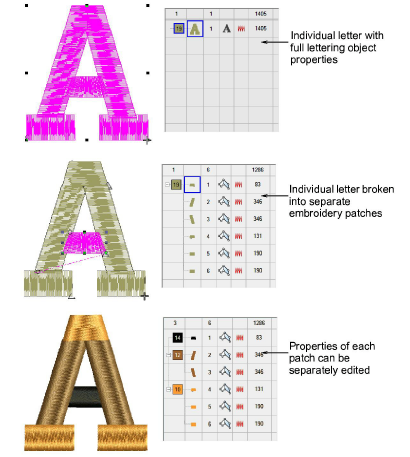 1 1 1405
19 1 A 1405
Individual letter with
full lettering object
properties
1 6 1286
19 1 83
2 346
3 346
4 131
5 190
6 190
Individual letter broken
into separate
embroidery patches
3 6 1286
14 1 83
12 2 346
3 346
10 4 131
5 190
6 190
Properties of each
patch can be
separately edited